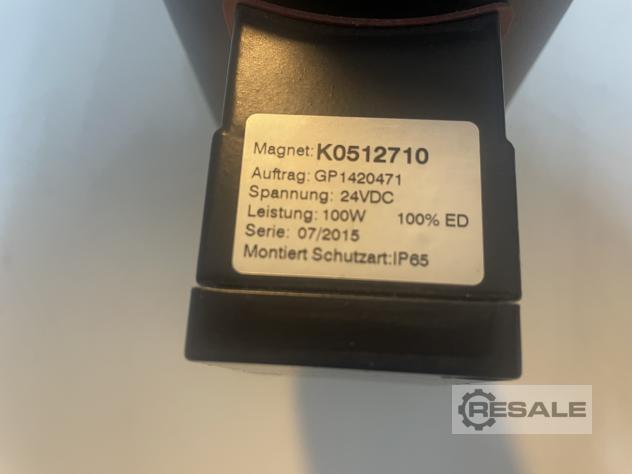 Magnet: K0512710
Auftrag: GP1420471
Spannung: 24VDC
Leistung: 100W 100% ED
Serie: 07/2015
Montiert Schutzart:IP65
RESALE